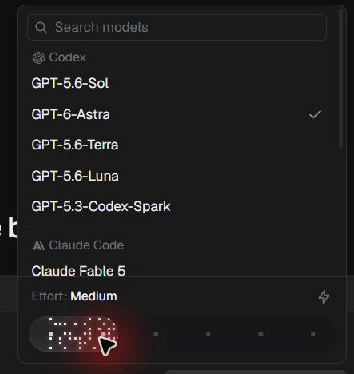 Search models
Codex
GPT-5.6-Sol
GPT-6-Astra
GPT-5.6-Terra
GPT-5.6-Luna
GPT-5.3-Codex-Spark
Claude Code
Claude Fable 5
Effort: Medium